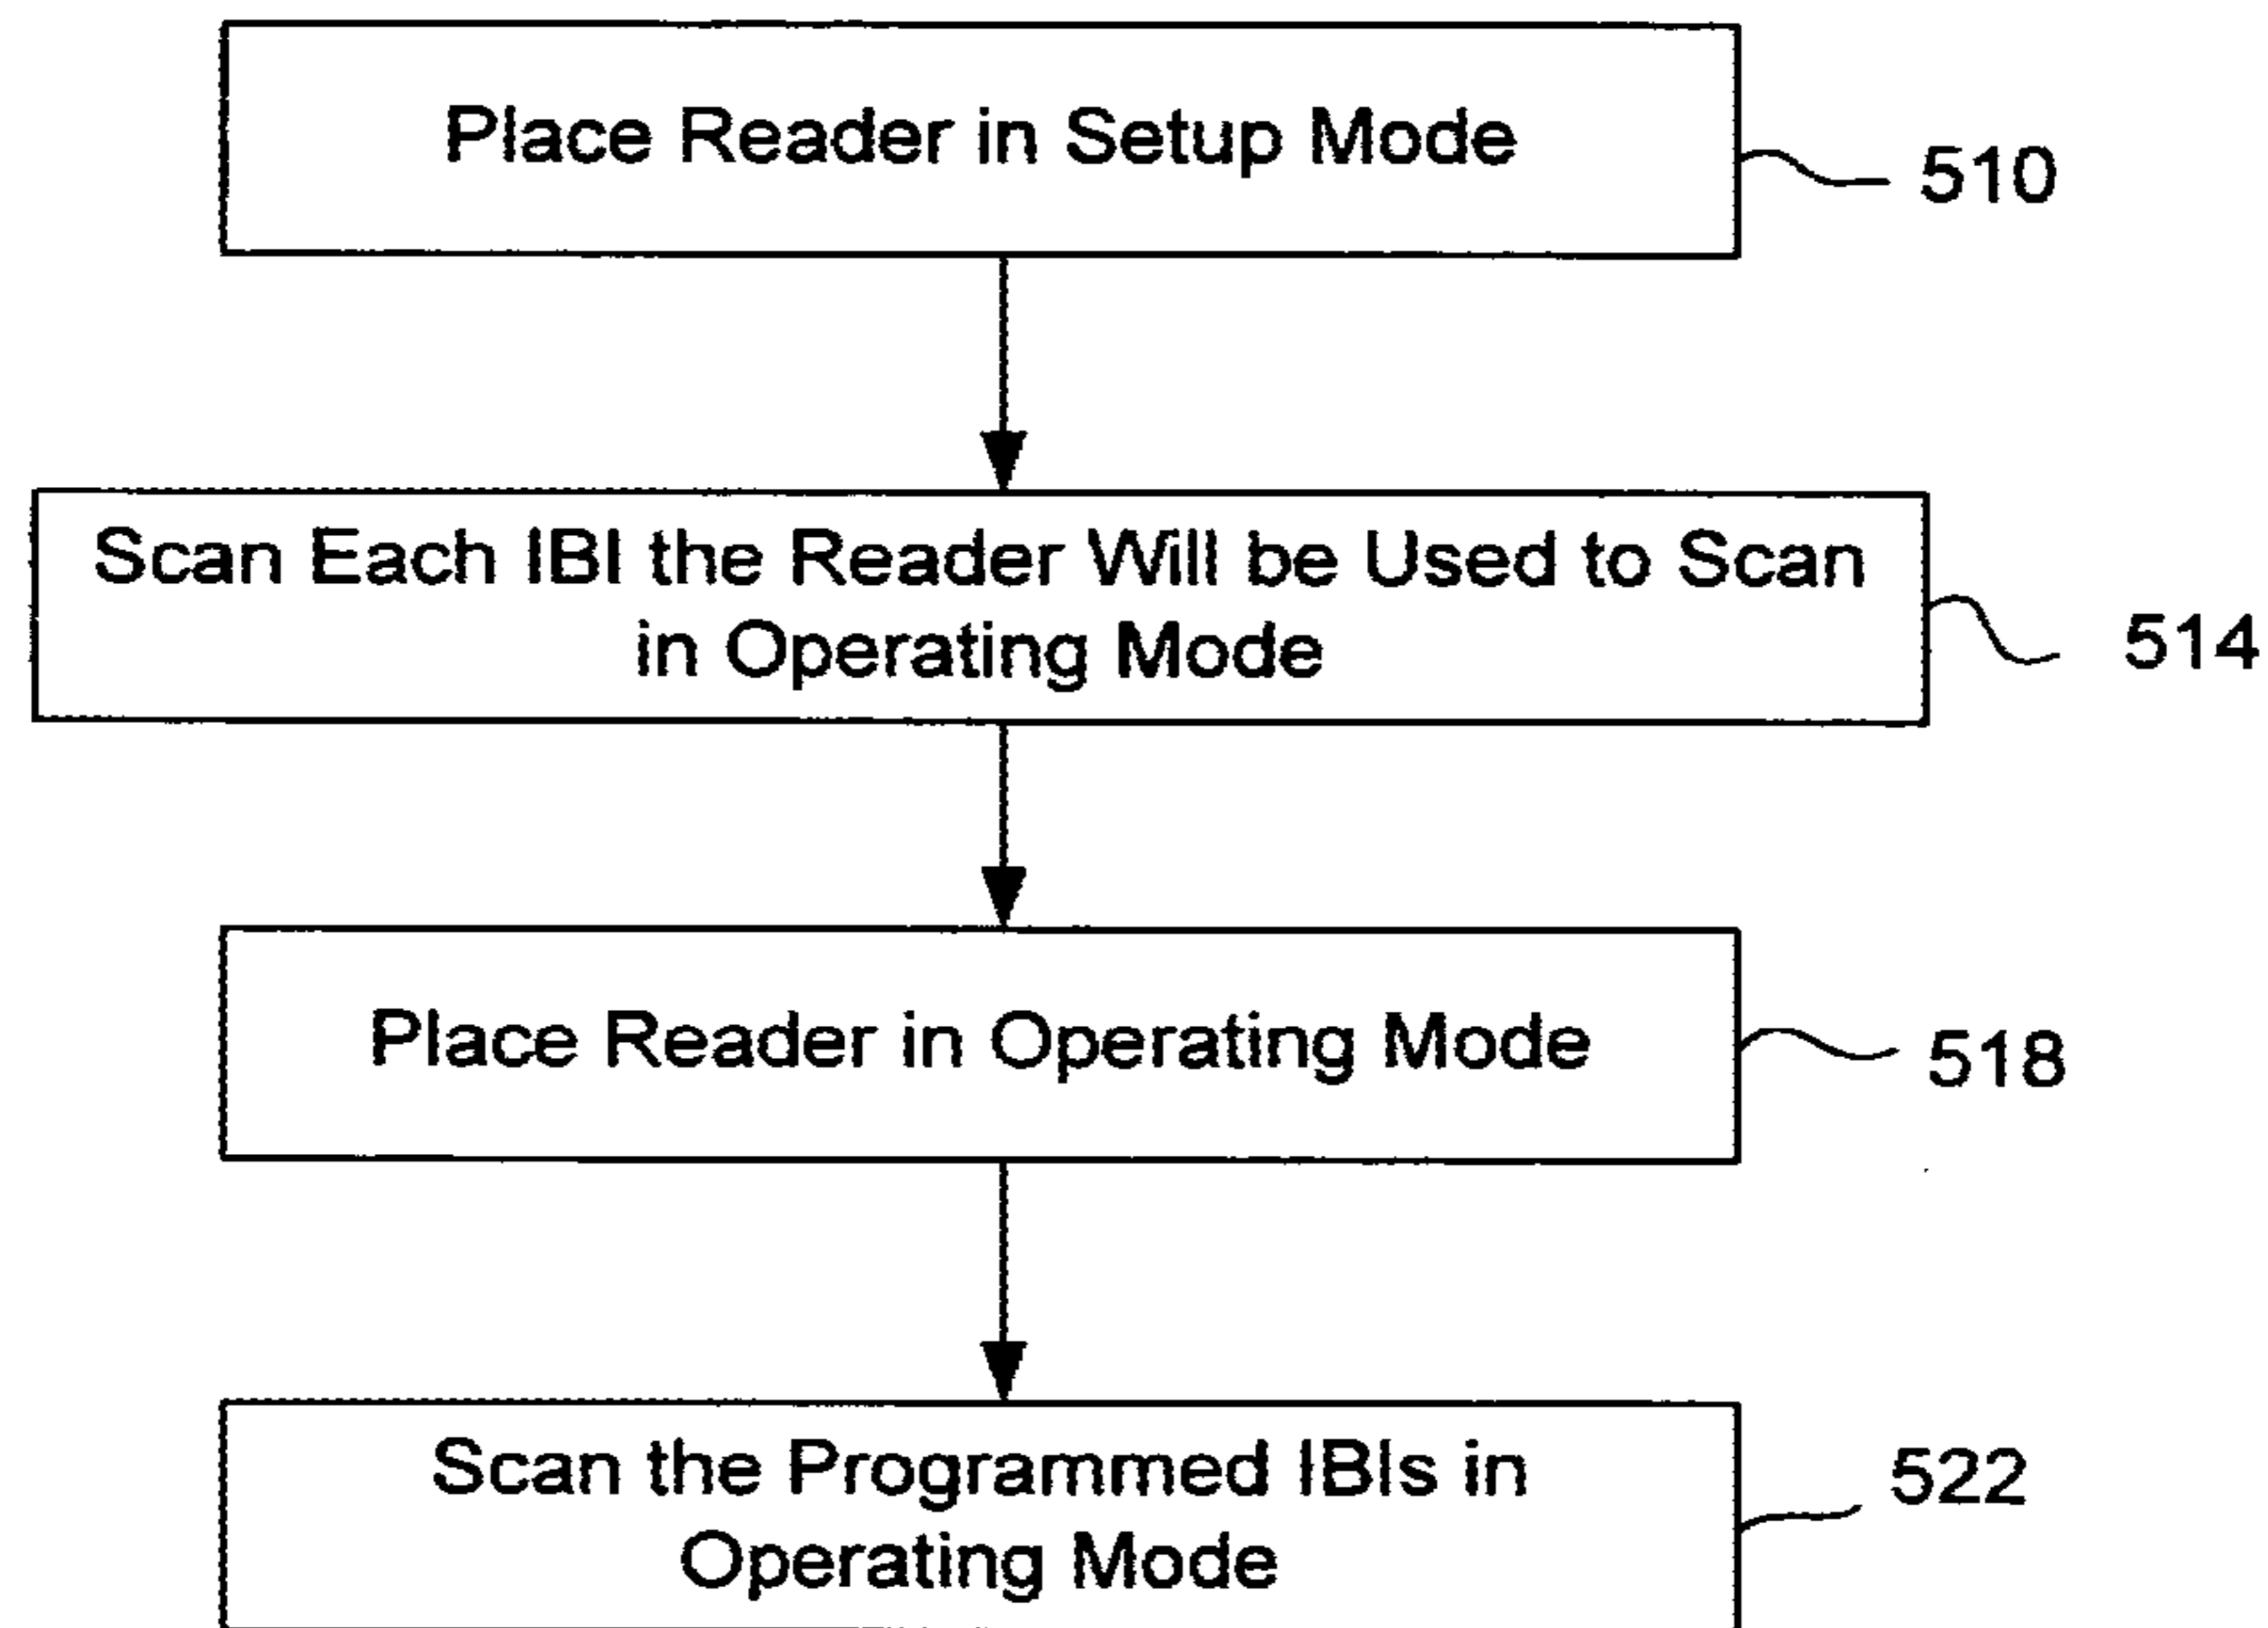 Place Reader in Setup Mode
510
Scan Each IBI the Reader Will be Used to Scan
in Operating Mode
514
Place Reader in Operating Mode
518
Scan the Programmed IBIs in
Operating Mode
522